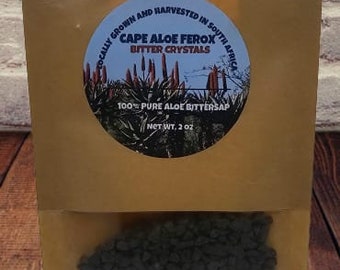 LOCALLY GROWN AND HARVESTED IN SOUTH AFRICA
CAPE ALOE FEROX
BITTER CRYSTALS
100% PURE ALOE BITTERSAP
NET WT. 2 OZ